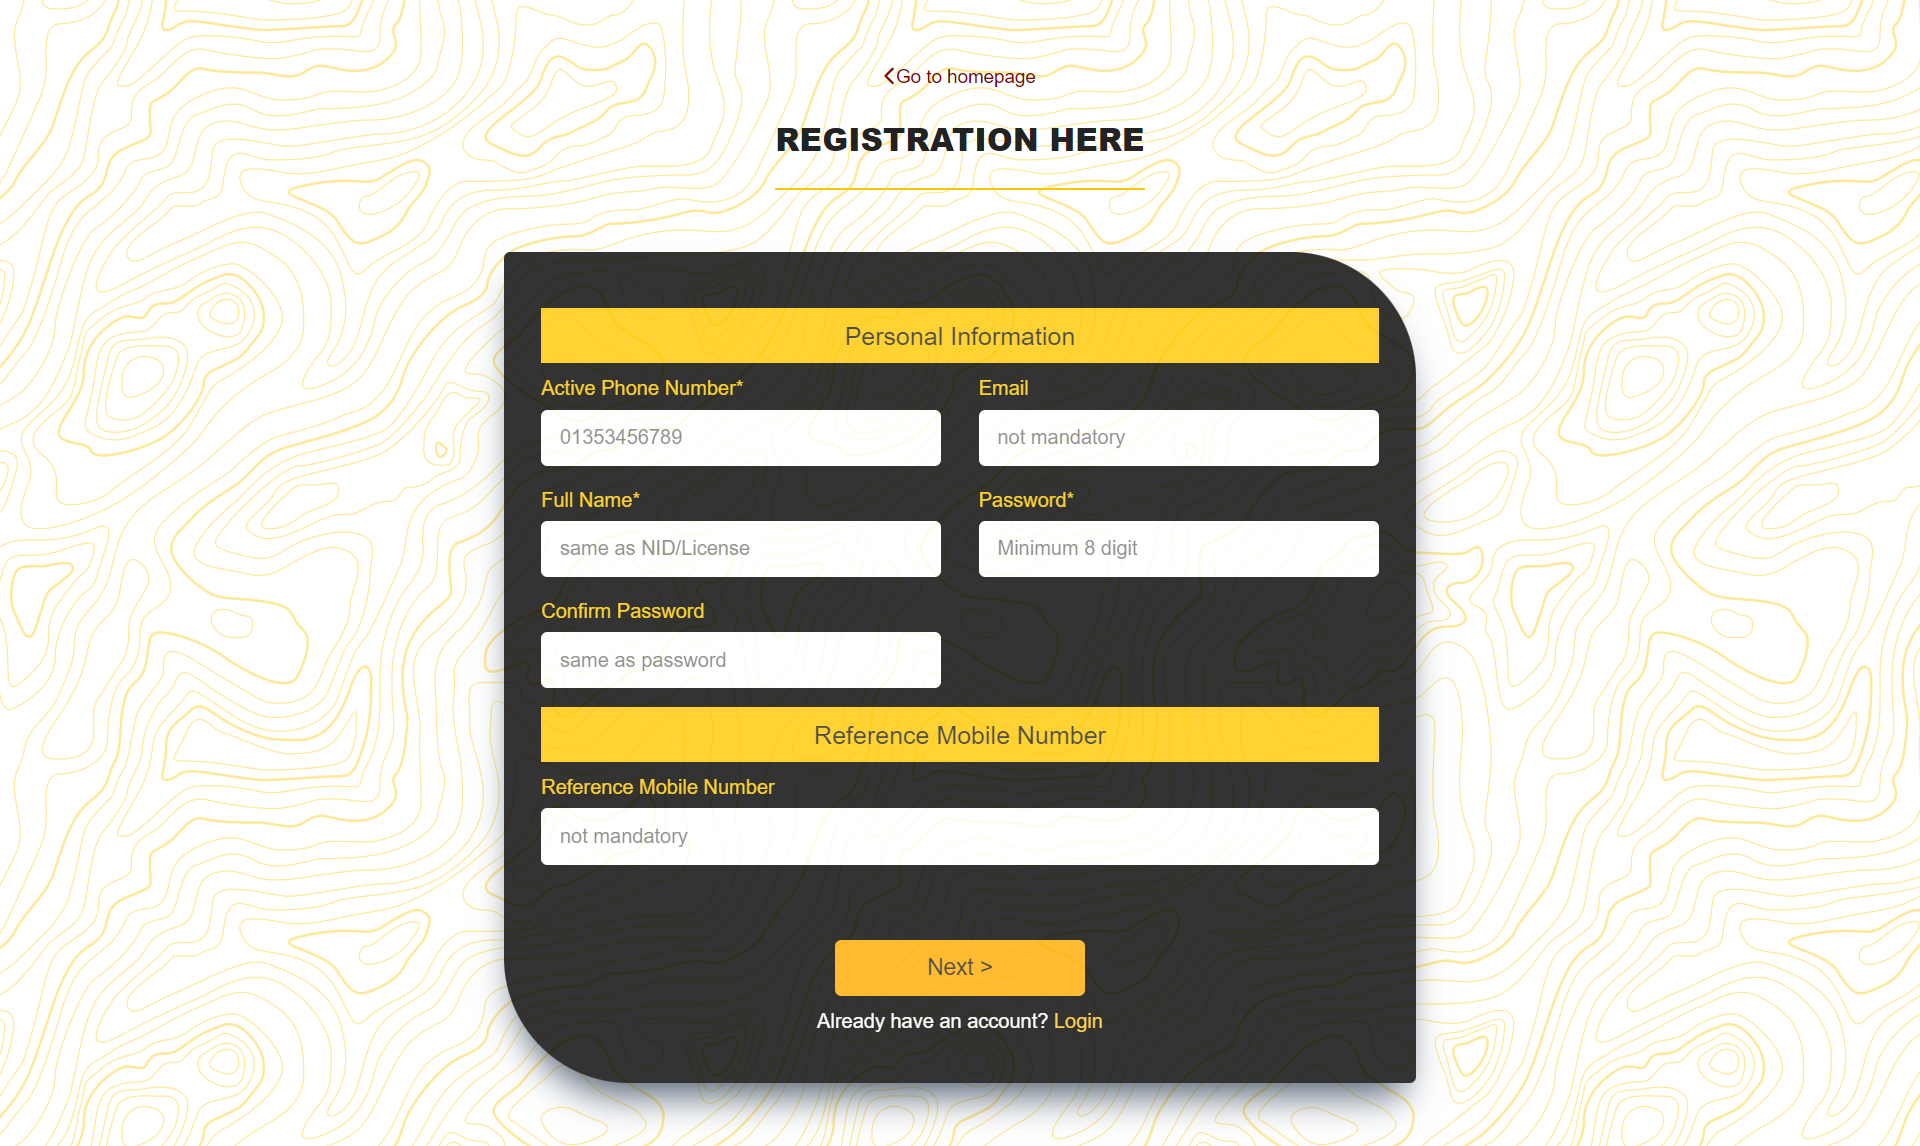 Go to homepage
REGISTRATION HERE
Personal Information
Active Phone Number*
Email
01353456789
not mandatory
Full Name*
Password*
same as NID/License
Minimum 8 digit
Confirm Password
same as password
Reference Mobile Number
Reference Mobile Number
not mandatory
Next >
Already have an account? Login